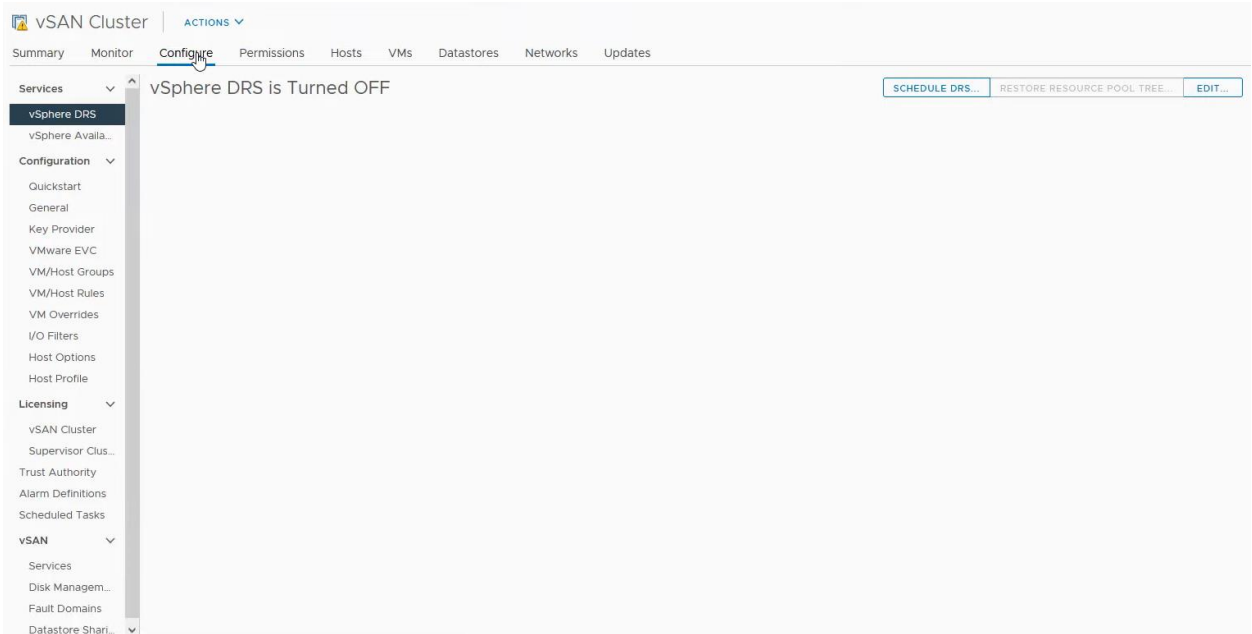 vSAN Cluster ACTIONS
Summary Monitor Configure Permissions Hosts VMs Datastores Networks Updates
Services
vSphere DRS is Turned OFF
SCHEDULE DRS... RESTORE RESOURCE POOL TREE... EDIT...
vSphere DRS
vSphere Availa...
Configuration
Quickstart
General
Key Provider
VMware EVC
VM/Host Groups
VM/Host Rules
VM Overrides
I/O Filters
Host Options
Host Profile
Licensing
vSAN Cluster
Supervisor Clus...
Trust Authority
Alarm Definitions
Scheduled Tasks
vSAN
Services
Disk Managem...
Fault Domains
Datastore Shari...